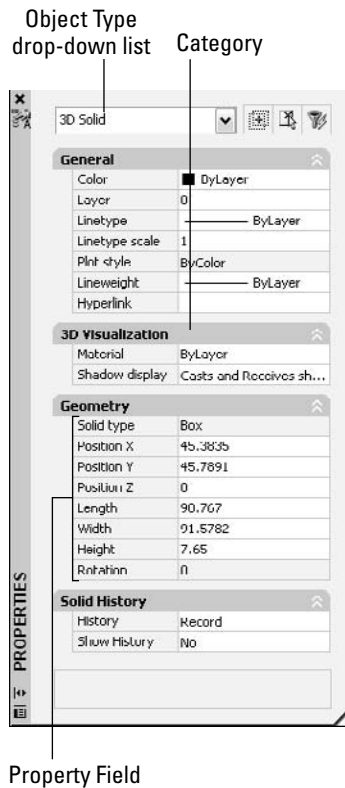 Object Type
drop-down list
Category
3D Solid
General
Color ByLayer
Layer 0
Linetype ByLayer
Linetype scale 1
Plot style ByColor
Lineweight ByLayer
Hyperlink
3D Visualization
Material ByLayer
Shadow display Casts and Receives sh...
Geometry
Solid type Box
Position X 45.3835
Position Y 45.7891
Position Z 0
Length 90.767
Width 91.5782
Height 7.65
Rotation 0
Solid History
History Record
Show History No
PROPERTIES
Property Field